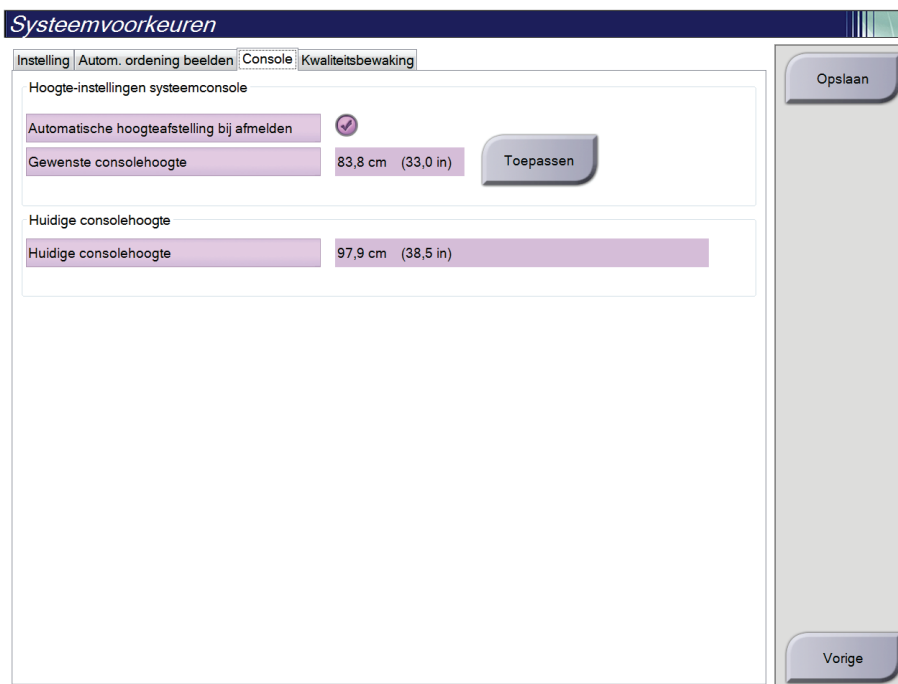 Systeemvoorkeuren
Instelling Autom. ordening beelden Console Kwaliteitsbewaking
Opslaan
Hoogte-instellingen systeemconsole
Automatische hoogteafstelling bij afmelden
Gewenste consolehoogte 83,8 cm (33,0 in) Toepassen
Huidige consolehoogte
Huidige consolehoogte 97,9 cm (38,5 in)
Vorige